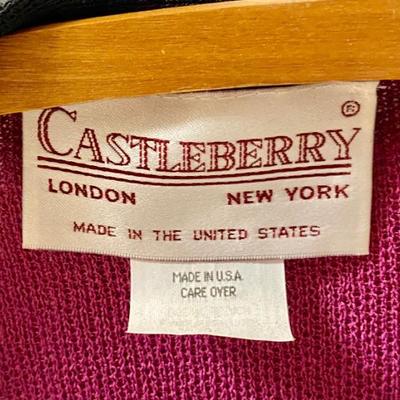 CASTLEBERRY ®
LONDON NEW YORK
MADE IN THE UNITED STATES
MADE IN U.S.A.
CARE OVER